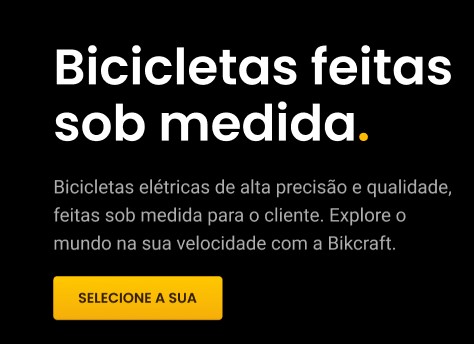 Bicicletas feitas
sob medida.
Bicicletas elétricas de alta precisão e qualidade,
feitas sob medida para o cliente. Explore o
mundo na sua velocidade com a Bikcraft.
SELECIONE A SUA